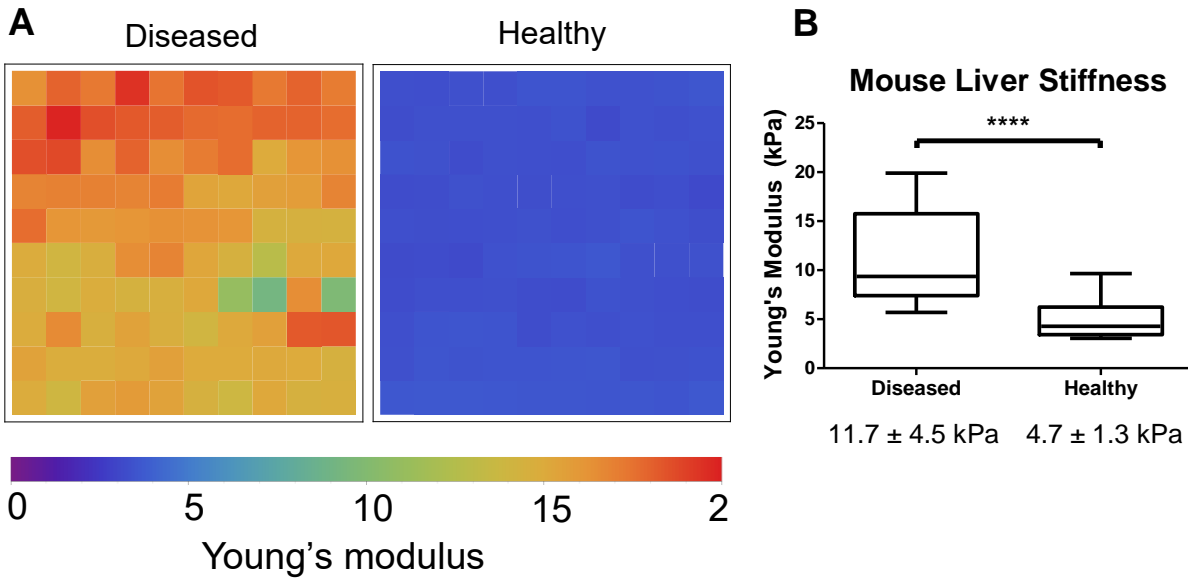 A
Diseased
Healthy
0
5
10
15
2
Young's modulus
B
Mouse Liver Stiffness
****
Young's Modulus (kPa)
25
20
15
10
5
0
Diseased
Healthy
11.7 ± 4.5 kPa
4.7 ± 1.3 kPa